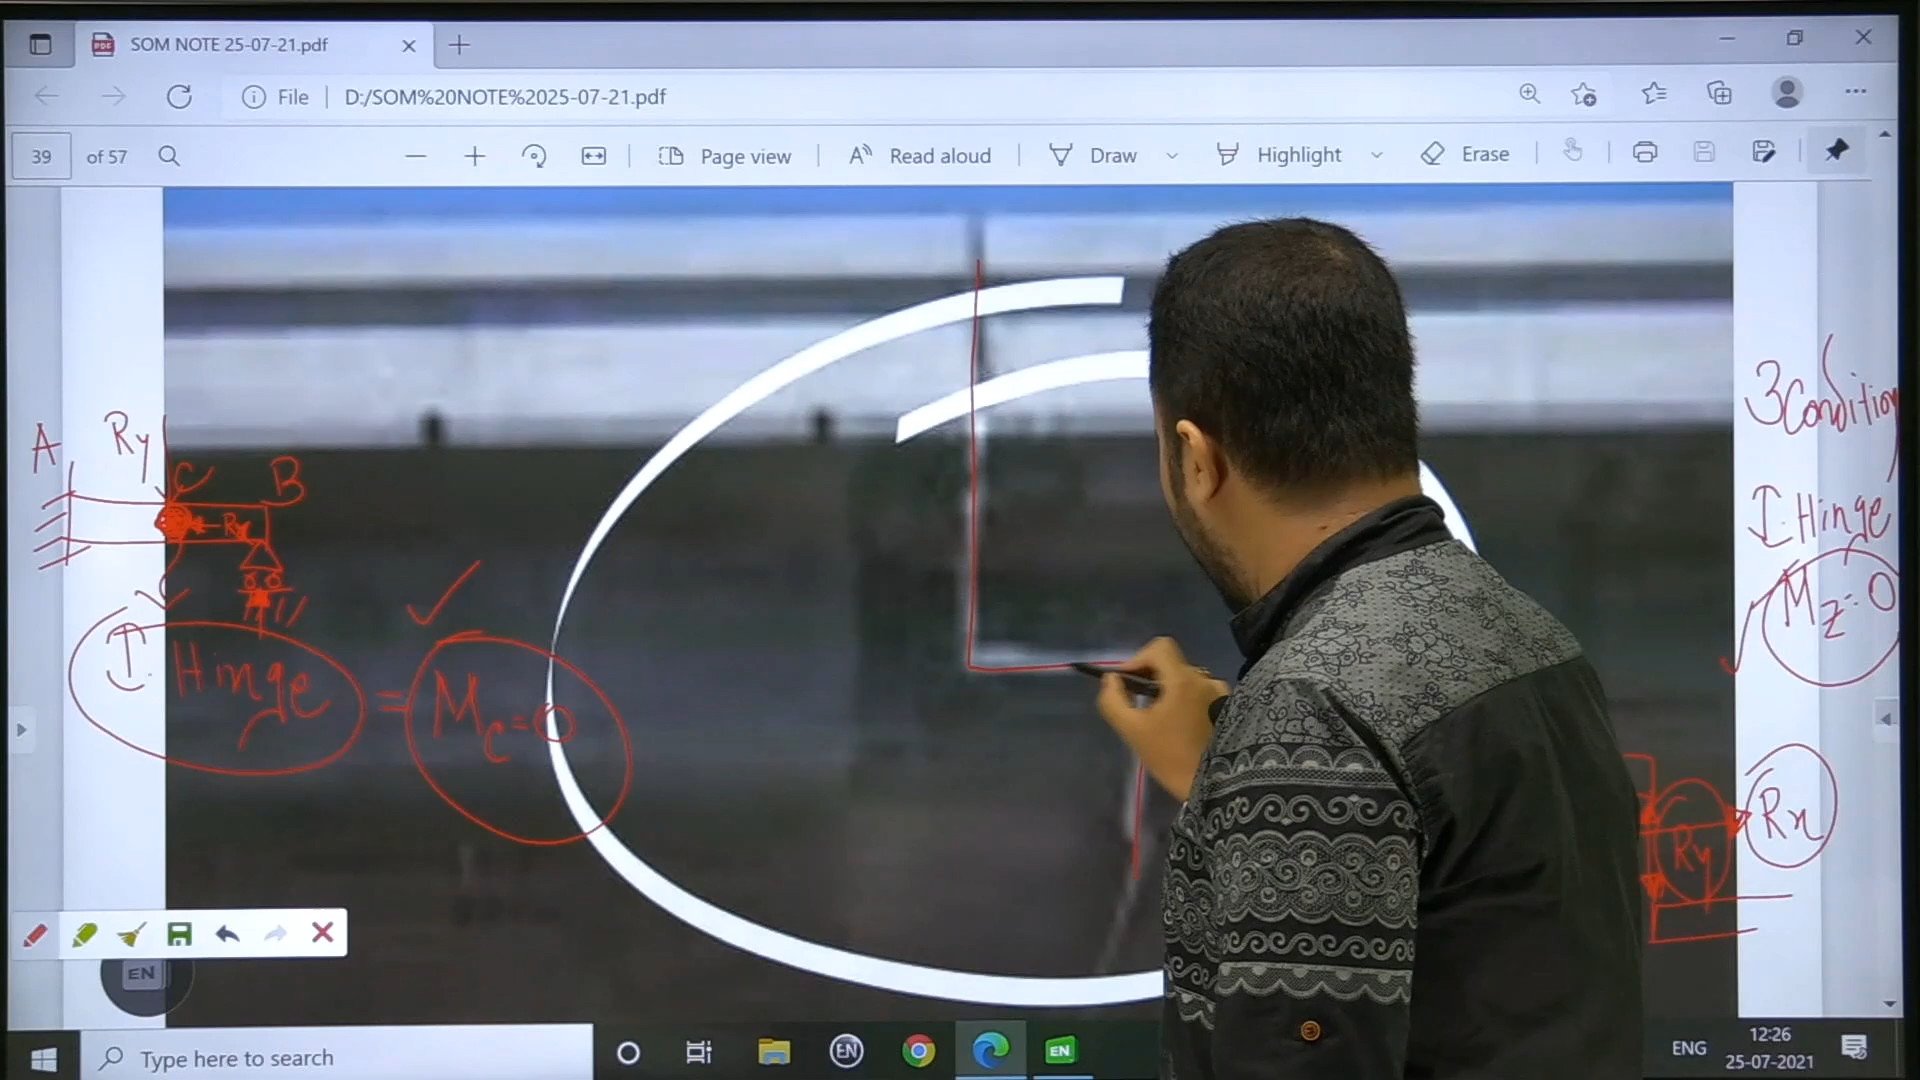 SOM NOTE 25-07-21.pdf
File
D:/SOM%20NOTE%2025-07-21.pdf
39 of 57
Page view
Read aloud
Draw
Highlight
Erase
3 Condition
I. Hinge
Mz=0
A
Ry
C
B
Rx
I. Hinge = Mc=0
Ry
Rx
EN
Type here to search
EN
EN
ENG
12:26
25-07-2021